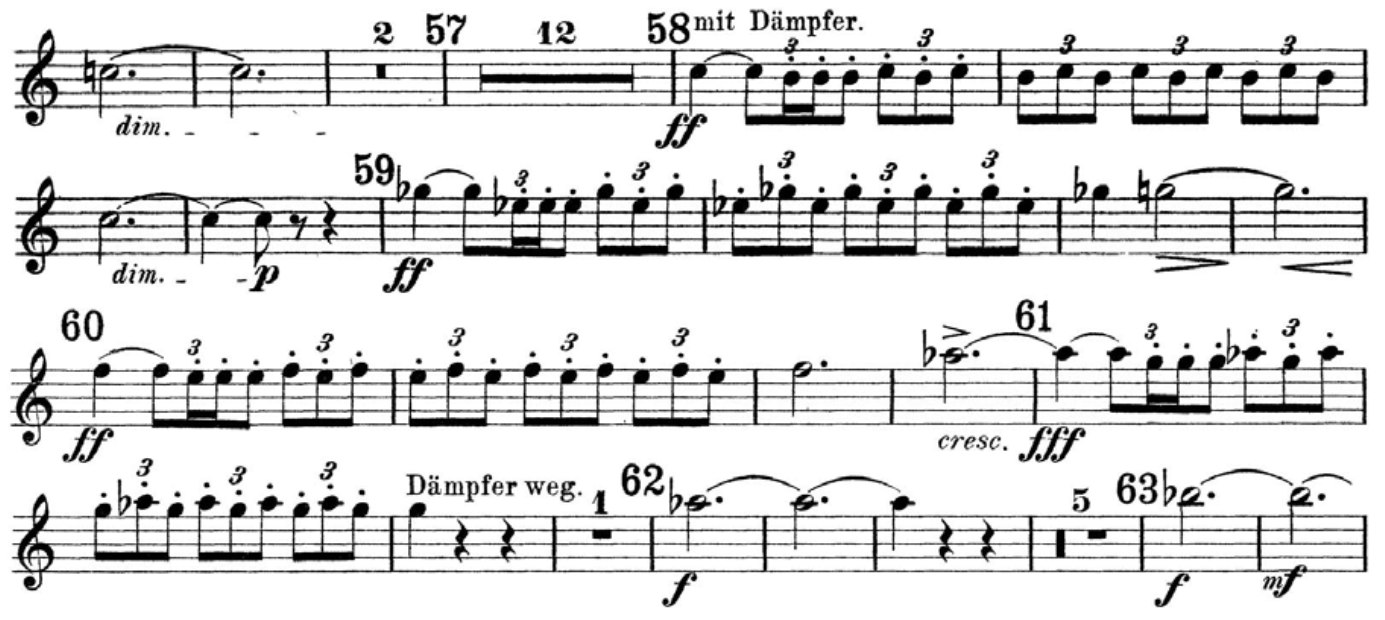 2 57 12 58 mit Dämpfer.
3 3 3 3 3
dim. ff
59 3 3 3 3 3
dim. p ff
60 3 3 3 3 3 61 3 3
ff cresc. fff
3 3 3 Dämpfer weg. 1 62 5 63
f f mf